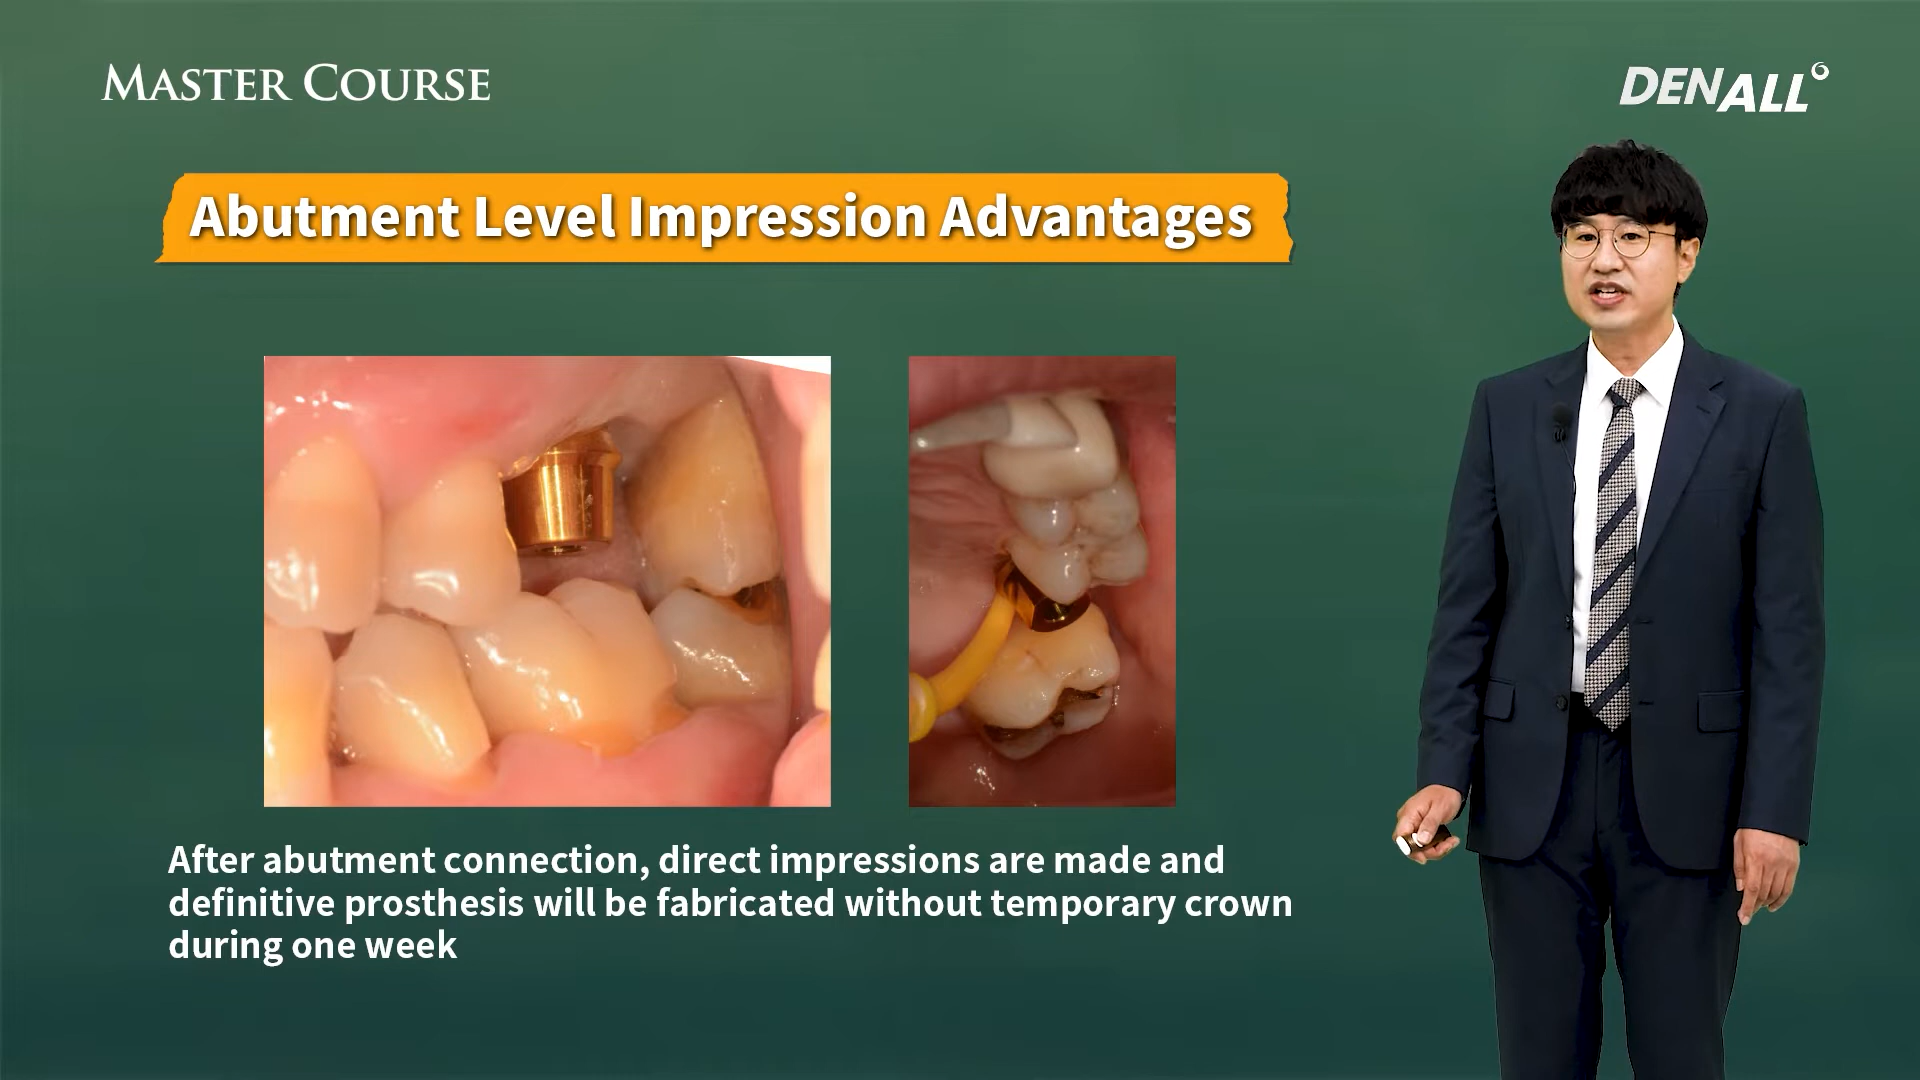 MASTER COURSE
DENALL
Abutment Level Impression Advantages
After abutment connection, direct impressions are made and
definitive prosthesis will be fabricated without temporary crown
during one week